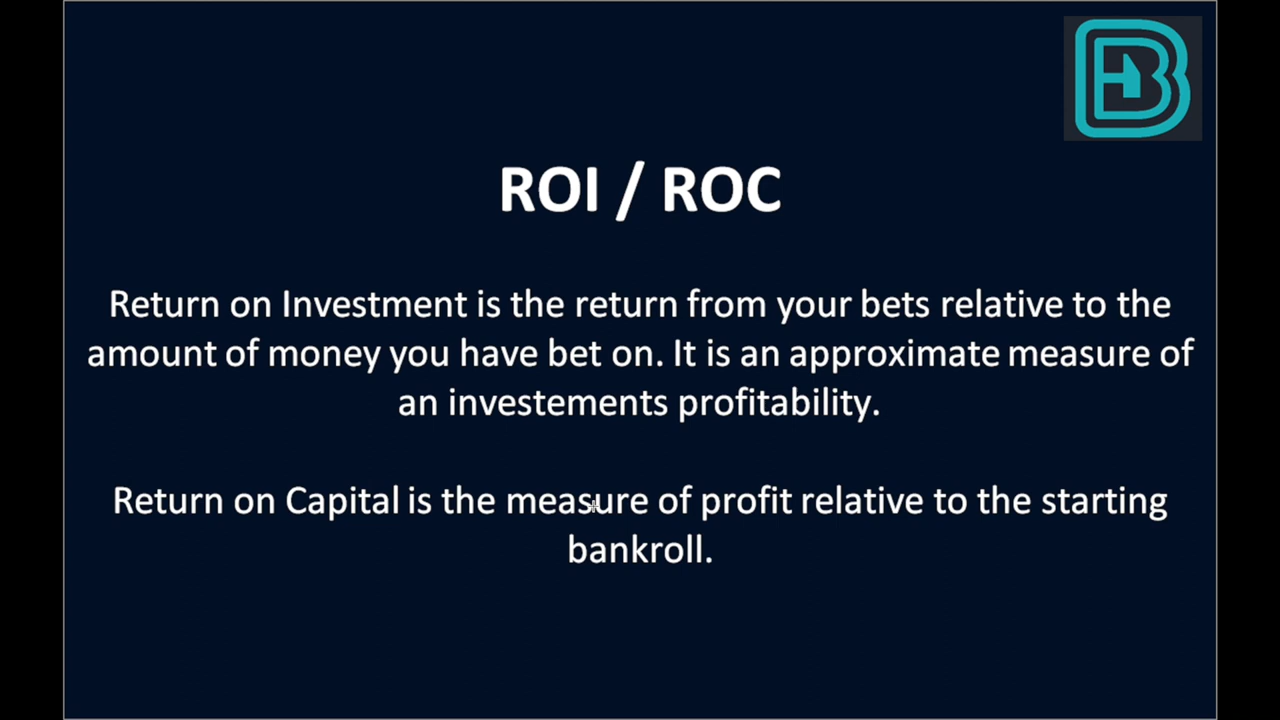 ROI / ROC
Return on Investment is the return from your bets relative to the
amount of money you have bet on. It is an approximate measure of
an investements profitability.
Return on Capital is the measure of profit relative to the starting
bankroll.